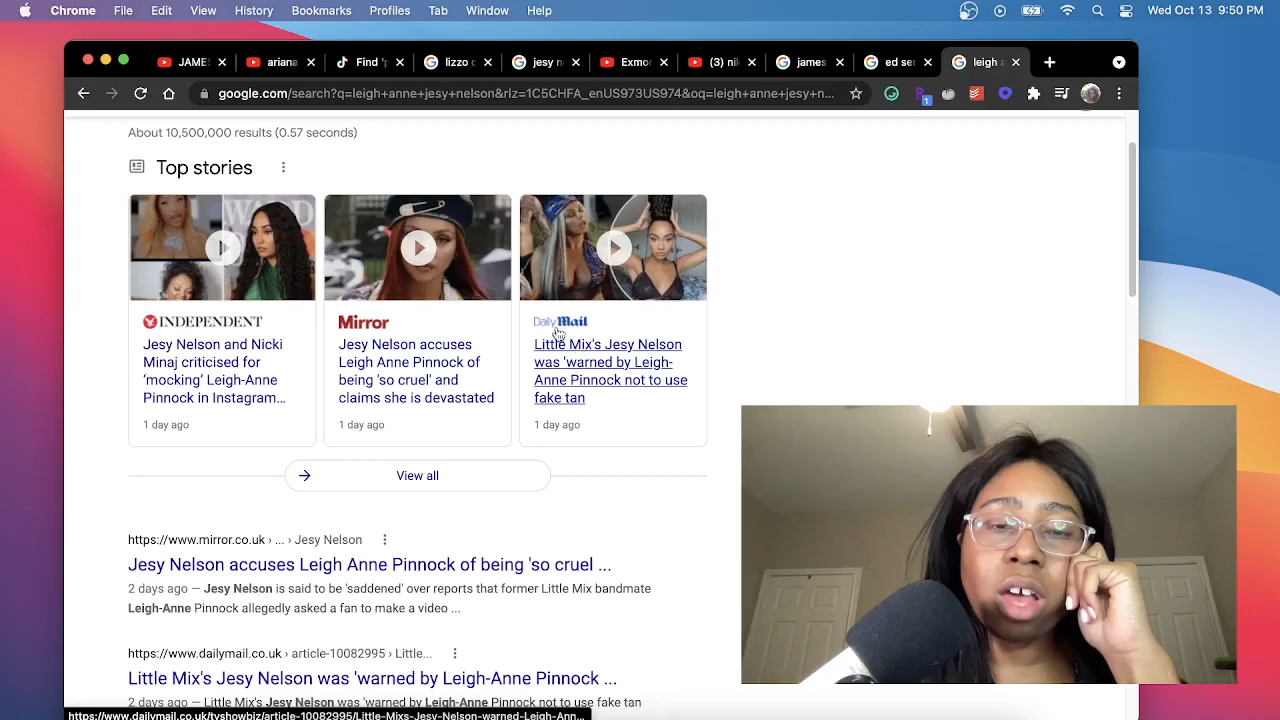 Chrome File Edit View History Bookmarks Profiles Tab Window Help Wed Oct 13 9:50 PM
JAMES ariana Find 'p lizzo c jesy n Exmor (3) nik james ed ser leigh a
google.com/search?q=leigh+anne+jesy+nelson&rlz=1C5CHFA_enUS973US974&oq=leigh+anne+jesy+n...
1
About 10,500,000 results (0.57 seconds)
Top stories
WARD
INDEPENDENT
Jesy Nelson and Nicki
Minaj criticised for
‘mocking’ Leigh-Anne
Pinnock in Instagram...
1 day ago
Mirror
Jesy Nelson accuses
Leigh Anne Pinnock of
being 'so cruel' and
claims she is devastated
1 day ago
Daily Mail
Little Mix's Jesy Nelson
was 'warned by Leigh-
Anne Pinnock not to use
fake tan
1 day ago
View all
https://www.mirror.co.uk › ... › Jesy Nelson
Jesy Nelson accuses Leigh Anne Pinnock of being 'so cruel ...
2 days ago — Jesy Nelson is said to be 'saddened' over reports that former Little Mix bandmate
Leigh-Anne Pinnock allegedly asked a fan to make a video ...
https://www.dailymail.co.uk › article-10082995 › Little...
Little Mix's Jesy Nelson was 'warned by Leigh-Anne Pinnock ...
2 days ago — Little Mix's Jesy Nelson was 'warned by Leigh-Anne Pinnock not to use fake tan
https://www.dailymail.co.uk/tvshowbiz/article-10082995/Little-Mixs-Jesy-Nelson-warned-Leigh-Ann...